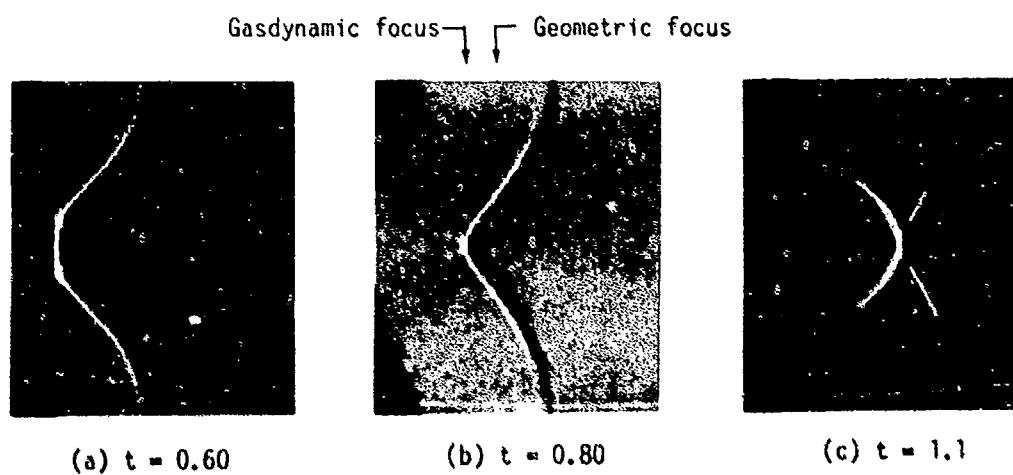 Gasdynamic focus Geometric focus
(a) t = 0.60 (b) t = 0.80 (c) t = 1.1